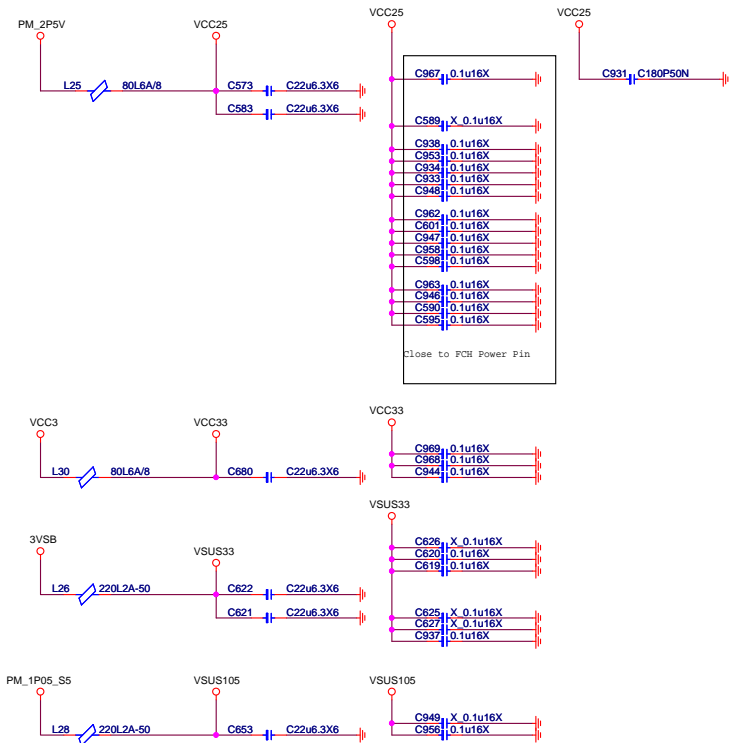 PM_2P5V
VCC25
VCC25
VCC25
L25 80L6A/8
C573 C22u6.3X6
C583 C22u6.3X6
C967 0.1u16X
C931 C180P50N
C589 X_0.1u16X
C938 0.1u16X
C953 0.1u16X
C934 0.1u16X
C933 0.1u16X
C948 0.1u16X
C962 0.1u16X
C601 0.1u16X
C947 0.1u16X
C958 0.1u16X
C598 0.1u16X
C963 0.1u16X
C946 0.1u16X
C590 0.1u16X
C595 0.1u16X
Close to FCH Power Pin
VCC3
VCC33
VCC33
L30 80L6A/8
C680 C22u6.3X6
C969 0.1u16X
C968 0.1u16X
C944 0.1u16X
3VSB
VSUS33
VSUS33
L26 220L2A-50
C622 C22u6.3X6
C621 C22u6.3X6
C626 X_0.1u16X
C620 0.1u16X
C619 0.1u16X
C625 X_0.1u16X
C627 X_0.1u16X
C937 0.1u16X
PM_1P05_S5
VSUS105
VSUS105
L28 220L2A-50
C653 C22u6.3X6
C949 X_0.1u16X
C956 0.1u16X